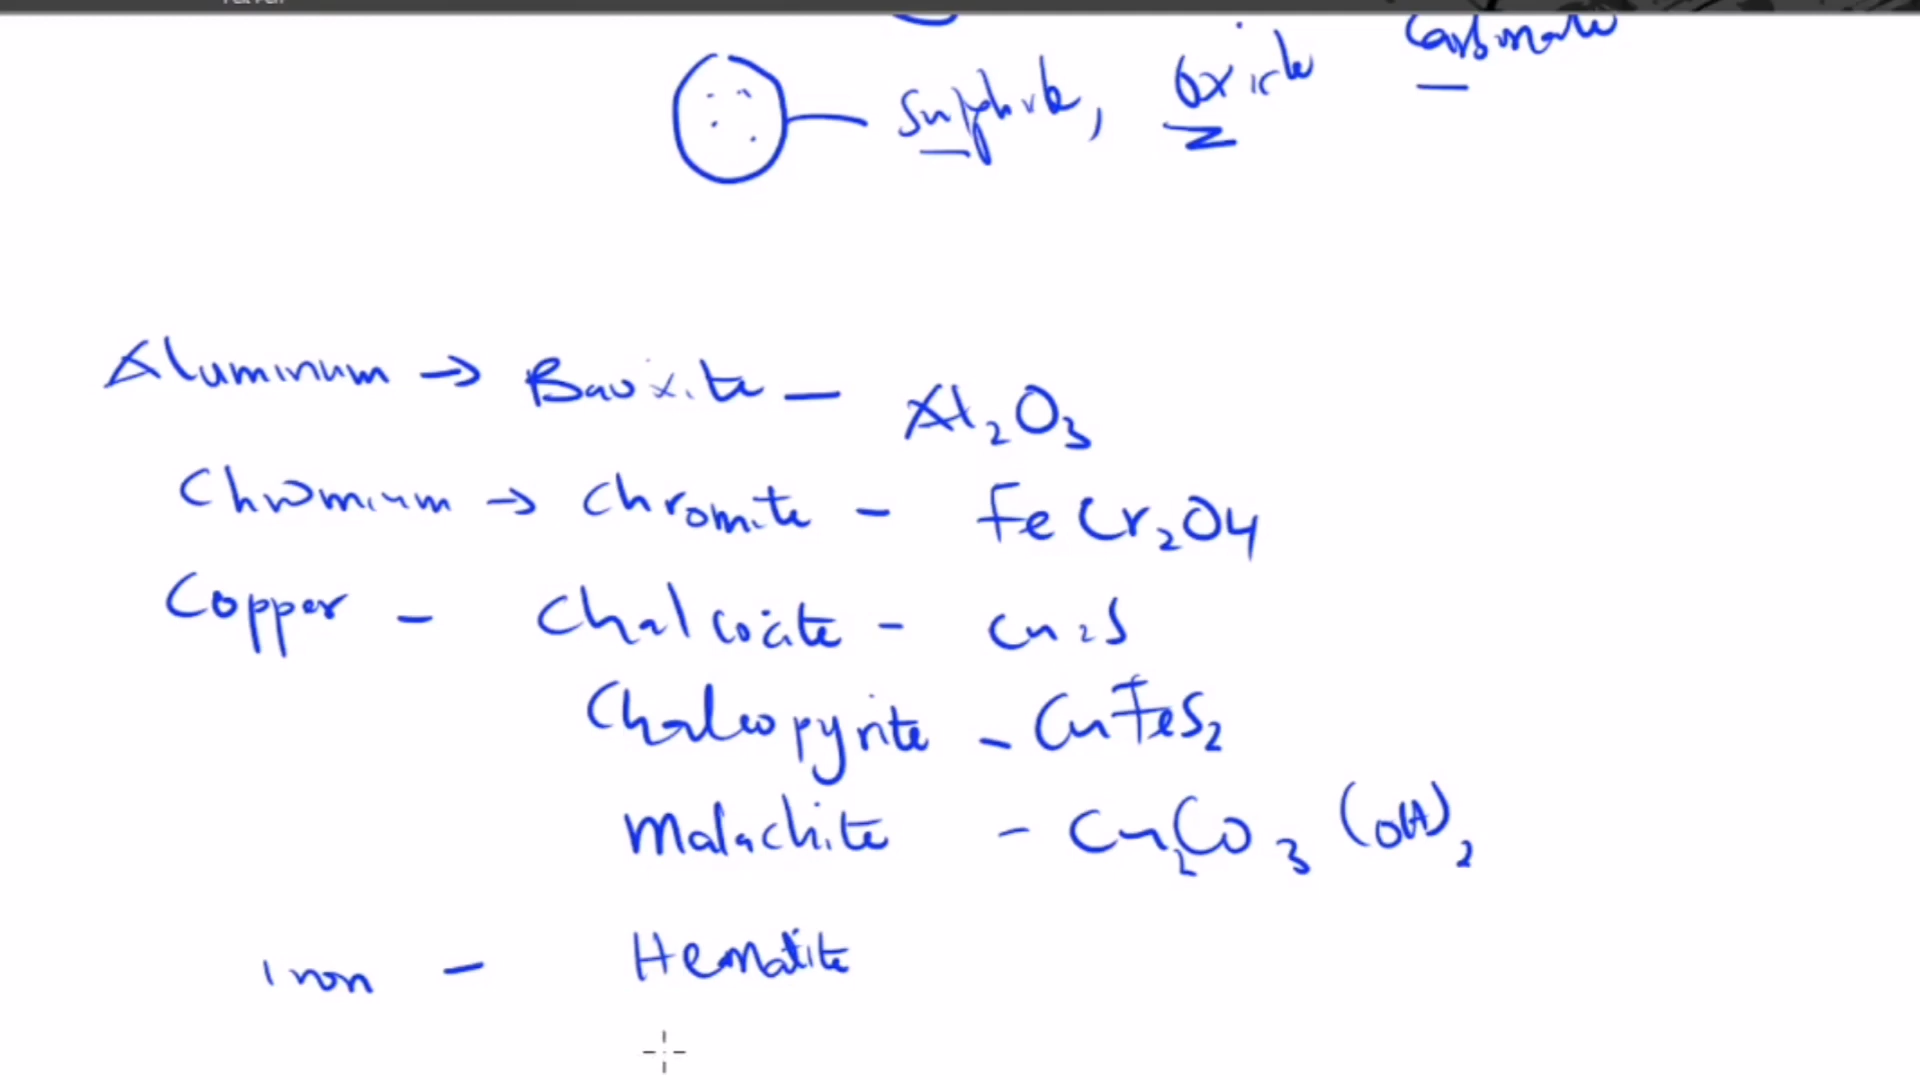 Sulphide, Oxide Carbonate
Aluminum → Bauxite — Al₂O₃
Chromium → Chromite - FeCr₂O₄
Copper - Chalcocite - Cu₂S
Chalcopyrite - CuFeS₂
Malachite - Cu₂CO₃(OH)₂
Iron - Hematite